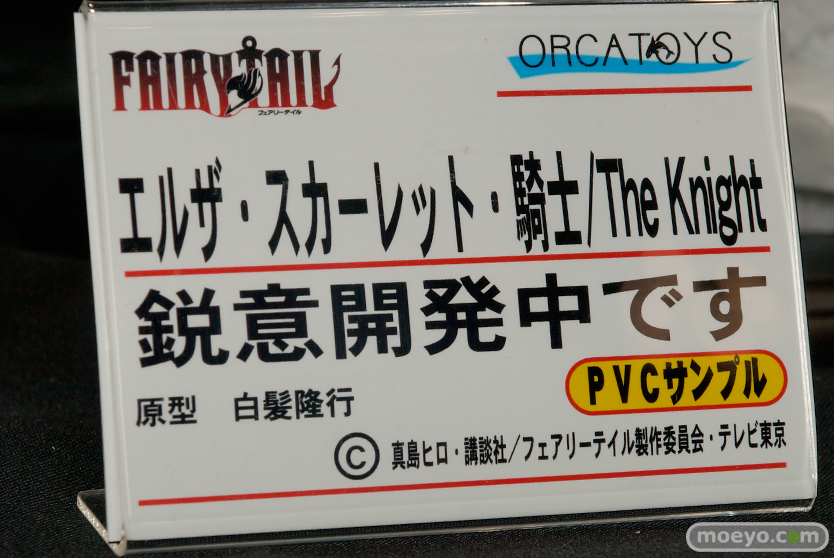 FAIRY TAIL
フェアリーテイル
ORCATOYS
エルザ・スカーレット・騎士/The Knight
鋭意開発中です
PVCサンプル
原型 白髪隆行
©真島ヒロ・講談社/フェアリーテイル製作委員会・テレビ東京
moeyo.com